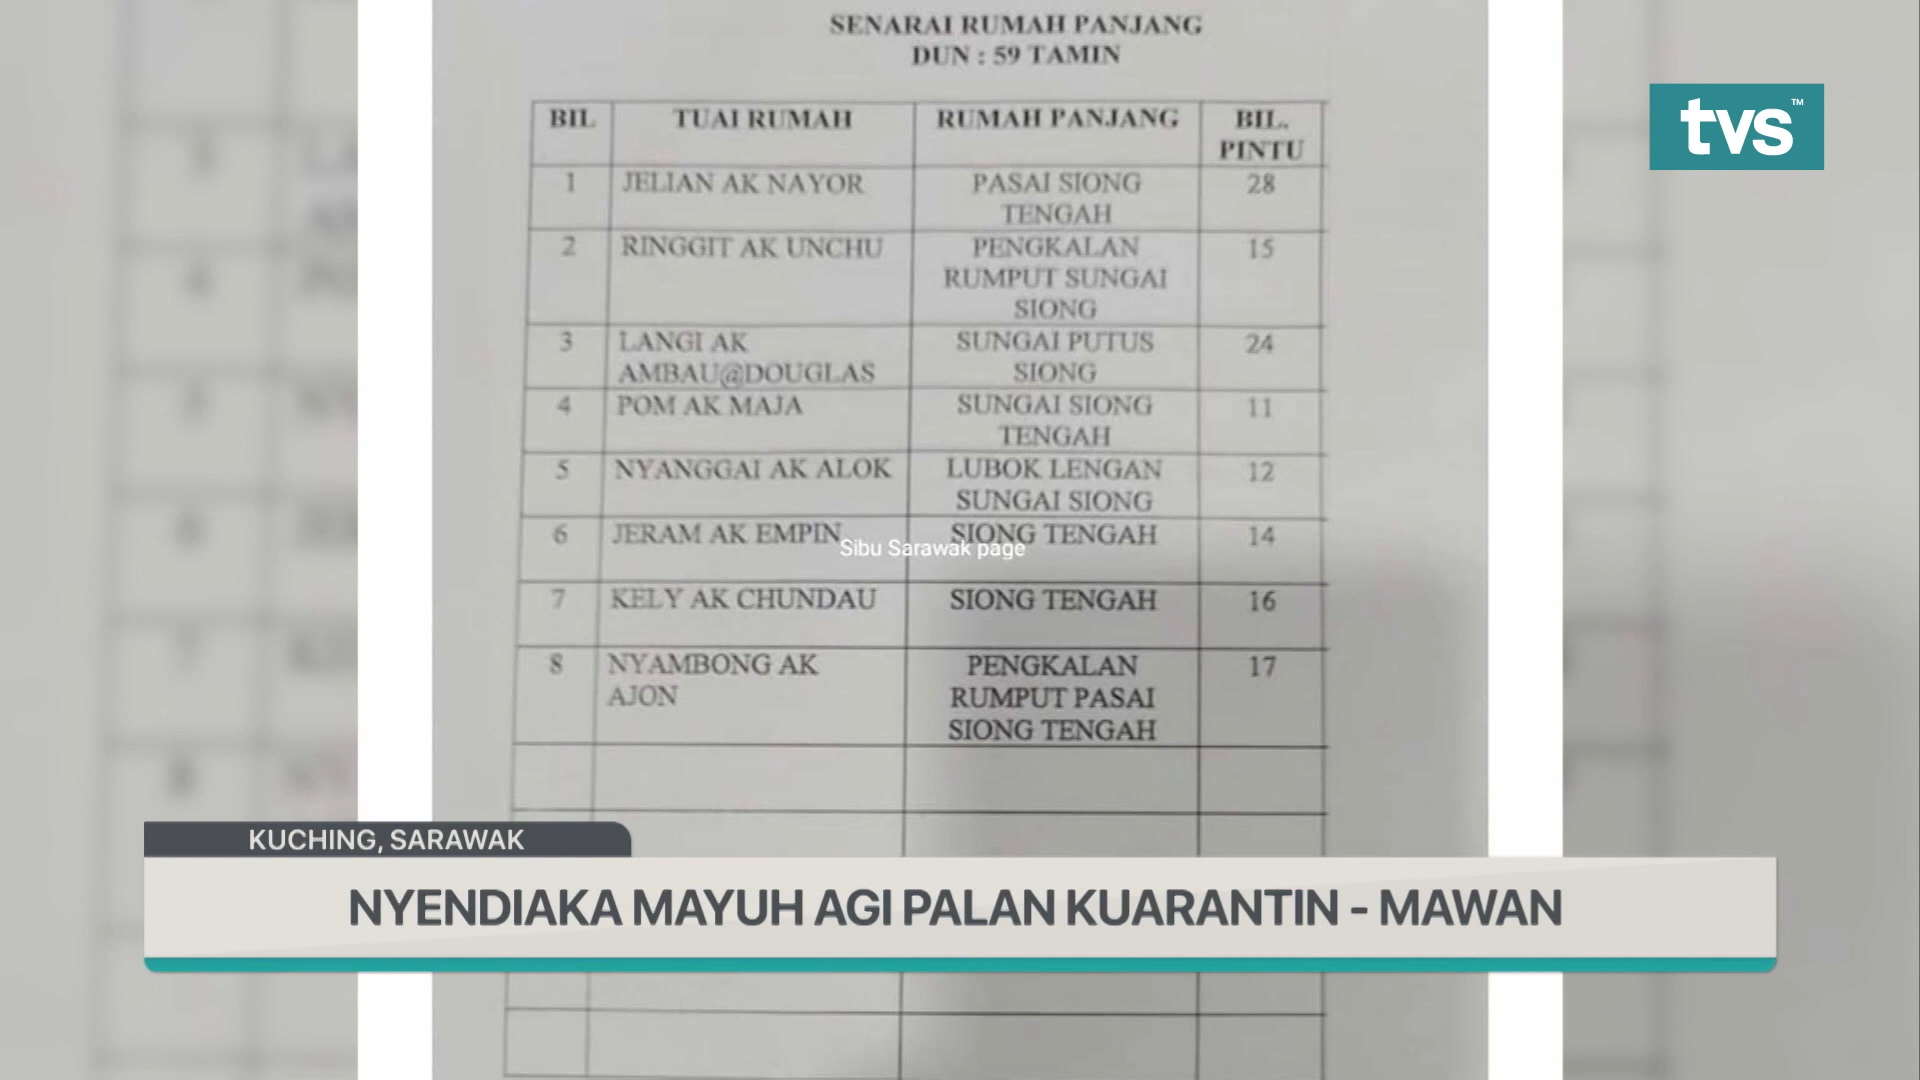 SENARAI RUMAH PANJANG
DUN : 59 TAMIN
tvs™
BIL TUAI RUMAH RUMAH PANJANG BIL. PINTU
1 JELIAN AK NAYOR PASAI SIONG TENGAH 28
2 RINGGIT AK UNCHU PENGKALAN RUMPUT SUNGAI SIONG 15
3 LANGI AK AMBAU@DOUGLAS SUNGAI PUTUS SIONG 24
4 POM AK MAJA SUNGAI SIONG TENGAH 11
5 NYANGGAI AK ALOK LUBOK LENGAN SUNGAI SIONG 12
6 JERAM AK EMPIN SIONG TENGAH 14
Sibu Sarawak page
7 KELY AK CHUNDAU SIONG TENGAH 16
8 NYAMBONG AK AJON PENGKALAN RUMPUT PASAI SIONG TENGAH 17
KUCHING, SARAWAK
NYENDIAKA MAYUH AGI PALAN KUARANTIN - MAWAN